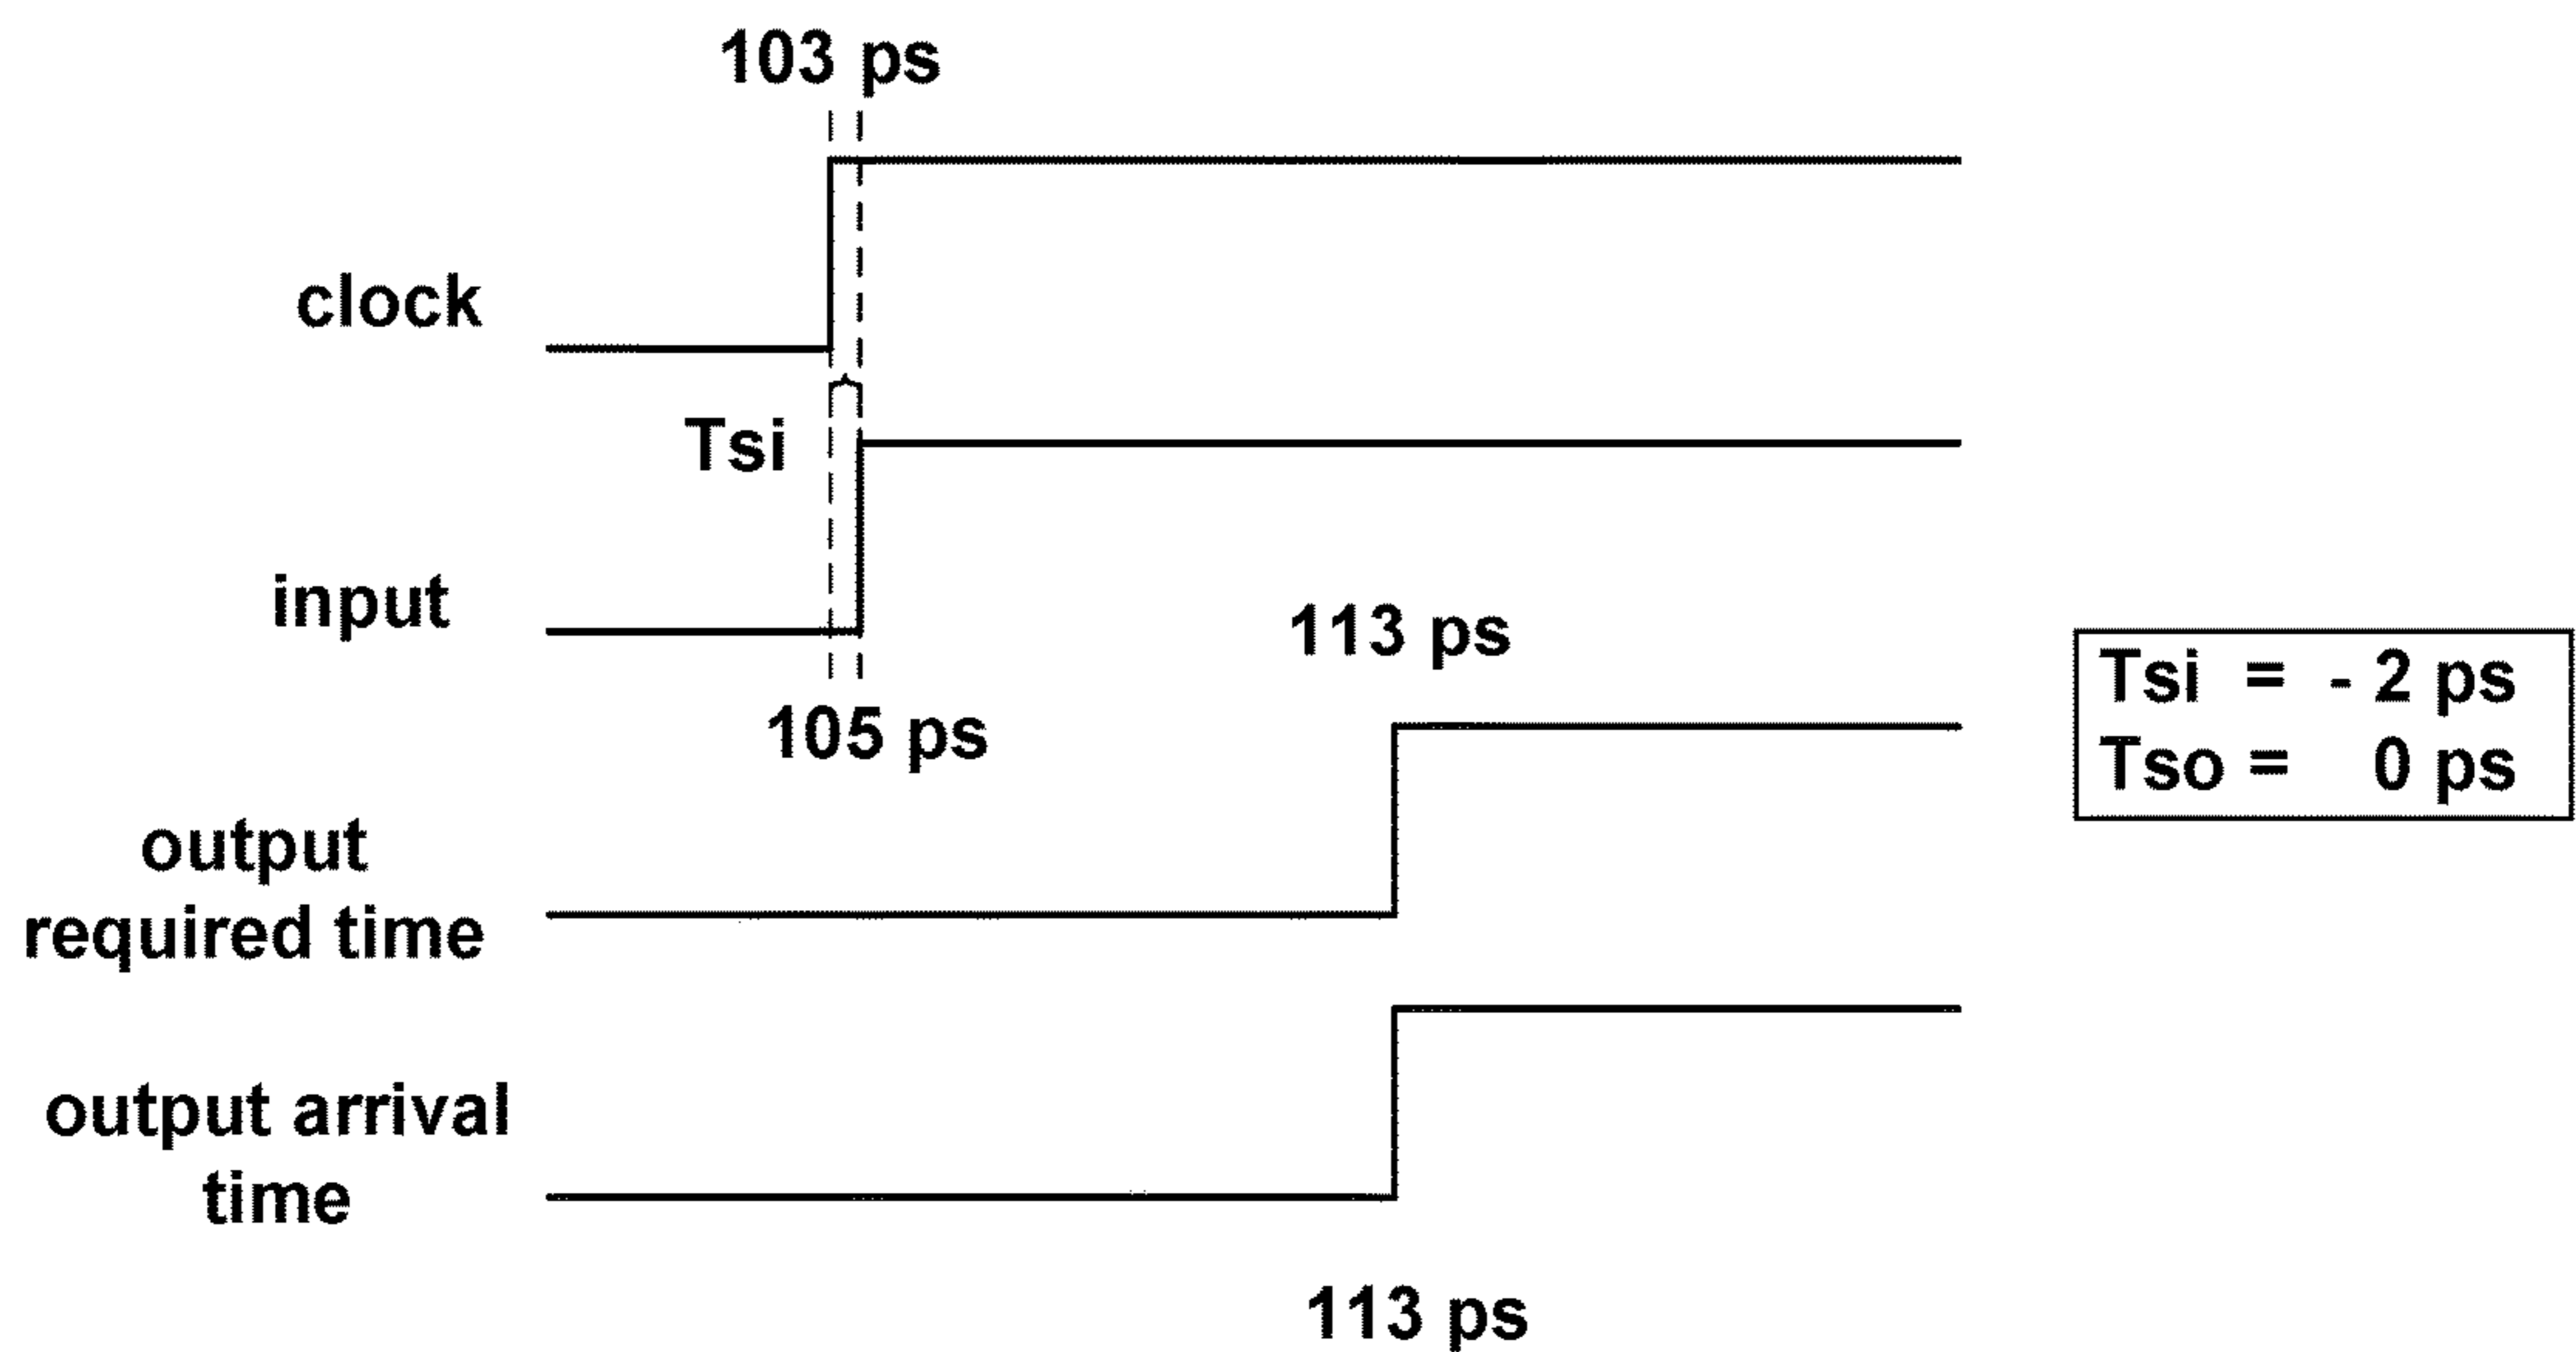 103 ps
clock
Tsi
input
105 ps
113 ps
Tsi = - 2 ps
Tso = 0 ps
output
required time
output arrival
time
113 ps